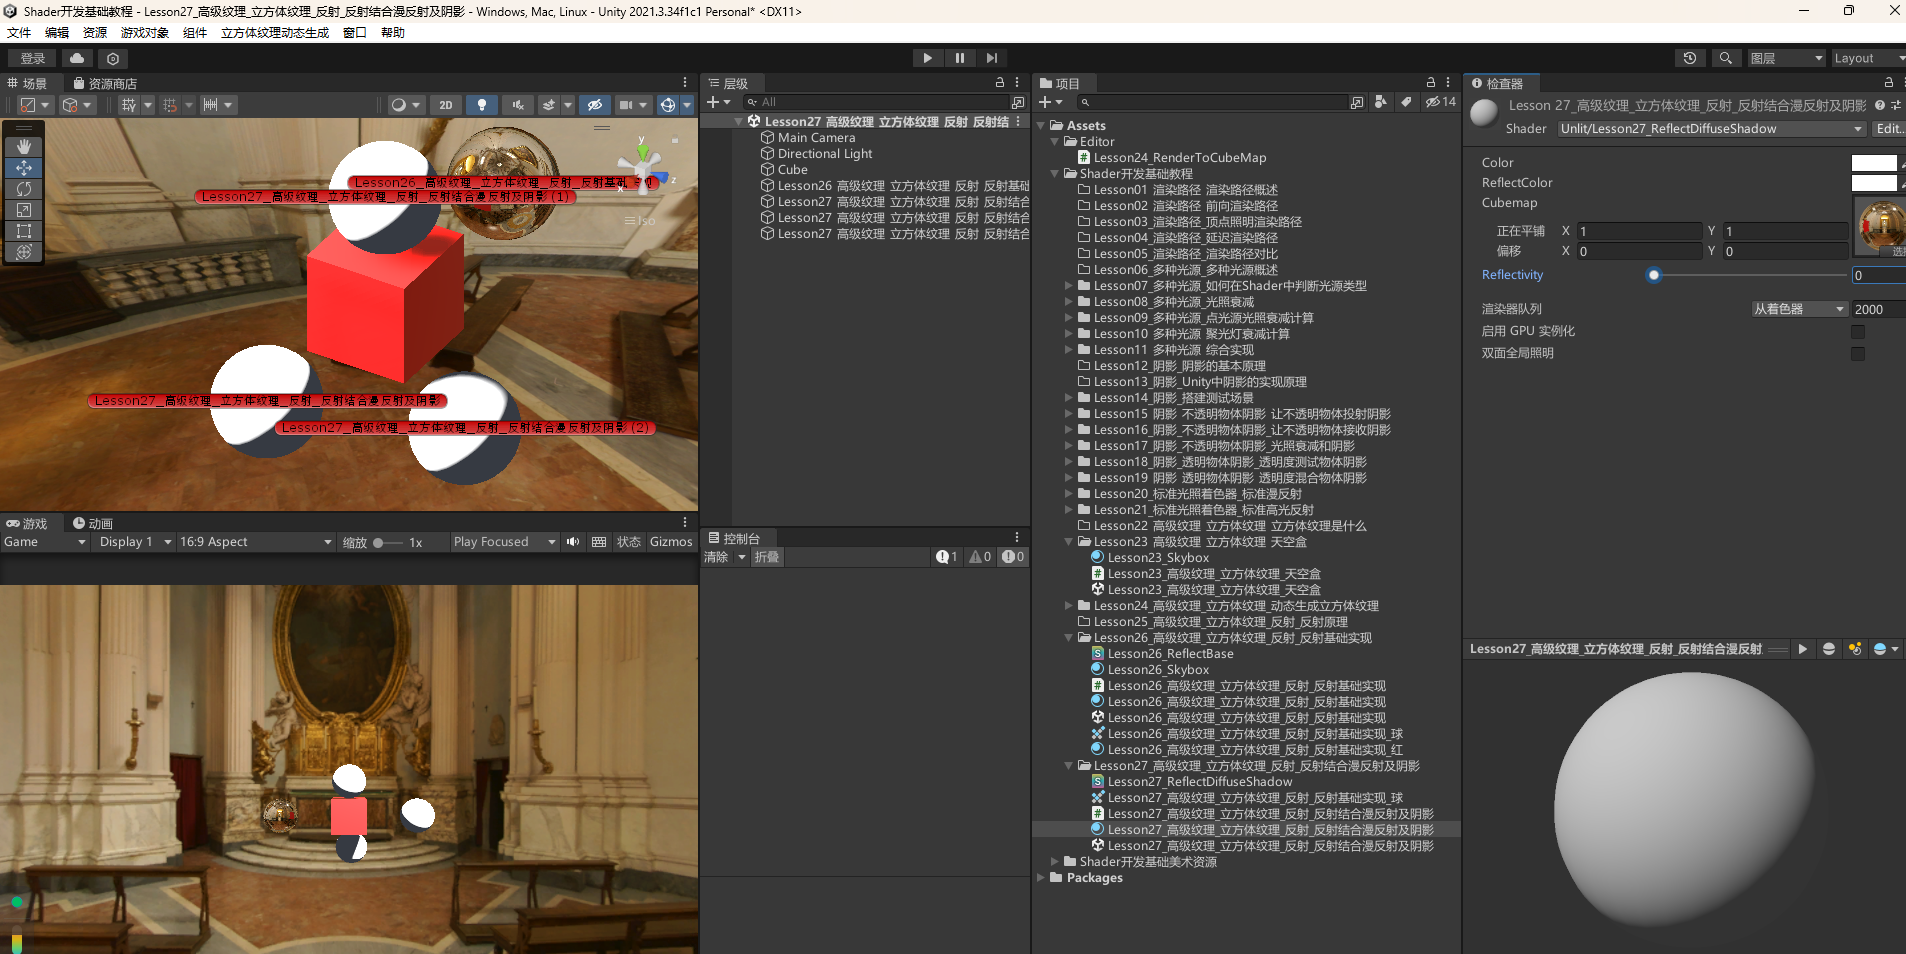 Shader开发基础教程 - Lesson27_高级纹理_立方体纹理_反射_反射结合漫反射及阴影 - Windows, Mac, Linux - Unity 2021.3.34f1c1 Personal* <DX11>
文件 编辑 资源 游戏对象 组件 立方体纹理动态生成 窗口 帮助
登录 图层 Layout
场景 资源商店
2D
Lesson26_高级纹理_立方体纹理_反射_反射基础
Lesson27_高级纹理_立方体纹理_反射_反射结合漫反射及阴影 (1)
y
x
z
Iso
Lesson27_高级纹理_立方体纹理_反射_反射结合漫反射及阴影
Lesson27_高级纹理_立方体纹理_反射_反射结合漫反射及阴影 (2)
游戏 动画
Game Display 1 16:9 Aspect 缩放 1x Play Focused 状态 Gizmos
层级
All
Lesson27 高级纹理 立方体纹理 反射 反射结
Main Camera
Directional Light
Cube
Lesson26 高级纹理 立方体纹理 反射 反射基础
Lesson27 高级纹理 立方体纹理 反射 反射结合
Lesson27 高级纹理 立方体纹理 反射 反射结合
Lesson27 高级纹理 立方体纹理 反射 反射结合
控制台
清除 折叠 1 0 0
项目
14
Assets
Editor
Lesson24_RenderToCubeMap
Shader开发基础教程
Lesson01_渲染路径_渲染路径概述
Lesson02_渲染路径_前向渲染路径
Lesson03_渲染路径_顶点照明渲染路径
Lesson04_渲染路径_延迟渲染路径
Lesson05_渲染路径_渲染路径对比
Lesson06_多种光源_多种光源概述
Lesson07_多种光源_如何在Shader中判断光源类型
Lesson08_多种光源_光照衰减
Lesson09_多种光源_点光源光照衰减计算
Lesson10_多种光源_聚光灯衰减计算
Lesson11_多种光源_综合实现
Lesson12_阴影_阴影的基本原理
Lesson13_阴影_Unity中阴影的实现原理
Lesson14_阴影_搭建测试场景
Lesson15_阴影_不透明物体阴影_让不透明物体投射阴影
Lesson16_阴影_不透明物体阴影_让不透明物体接收阴影
Lesson17_阴影_不透明物体阴影_光照衰减和阴影
Lesson18_阴影_透明物体阴影_透明度测试物体阴影
Lesson19_阴影_透明物体阴影_透明度混合物体阴影
Lesson20_标准光照着色器_标准漫反射
Lesson21_标准光照着色器_标准高光反射
Lesson22_高级纹理_立方体纹理_立方体纹理是什么
Lesson23_高级纹理_立方体纹理_天空盒
Lesson23_Skybox
Lesson23_高级纹理_立方体纹理_天空盒
Lesson23_高级纹理_立方体纹理_天空盒
Lesson24_高级纹理_立方体纹理_动态生成立方体纹理
Lesson25_高级纹理_立方体纹理_反射_反射原理
Lesson26_高级纹理_立方体纹理_反射_反射基础实现
Lesson26_ReflectBase
Lesson26_Skybox
Lesson26_高级纹理_立方体纹理_反射_反射基础实现
Lesson26_高级纹理_立方体纹理_反射_反射基础实现
Lesson26_高级纹理_立方体纹理_反射_反射基础实现
Lesson26_高级纹理_立方体纹理_反射_反射基础实现_球
Lesson26_高级纹理_立方体纹理_反射_反射基础实现_红
Lesson27_高级纹理_立方体纹理_反射_反射结合漫反射及阴影
Lesson27_ReflectDiffuseShadow
Lesson27_高级纹理_立方体纹理_反射_反射基础实现_球
Lesson27_高级纹理_立方体纹理_反射_反射结合漫反射及阴影
Lesson27_高级纹理_立方体纹理_反射_反射结合漫反射及阴影
Lesson27_高级纹理_立方体纹理_反射_反射结合漫反射及阴影
Shader开发基础美术资源
Packages
检查器
Lesson 27_高级纹理_立方体纹理_反射_反射结合漫反射及阴影
Shader Unlit/Lesson27_ReflectDiffuseShadow Edit...
Color
ReflectColor
Cubemap
正在平铺 X 1 Y 1
偏移 X 0 Y 0
选
Reflectivity 0
渲染器队列 从着色器 2000
启用 GPU 实例化
双面全局照明
Lesson27_高级纹理_立方体纹理_反射_反射结合漫反射